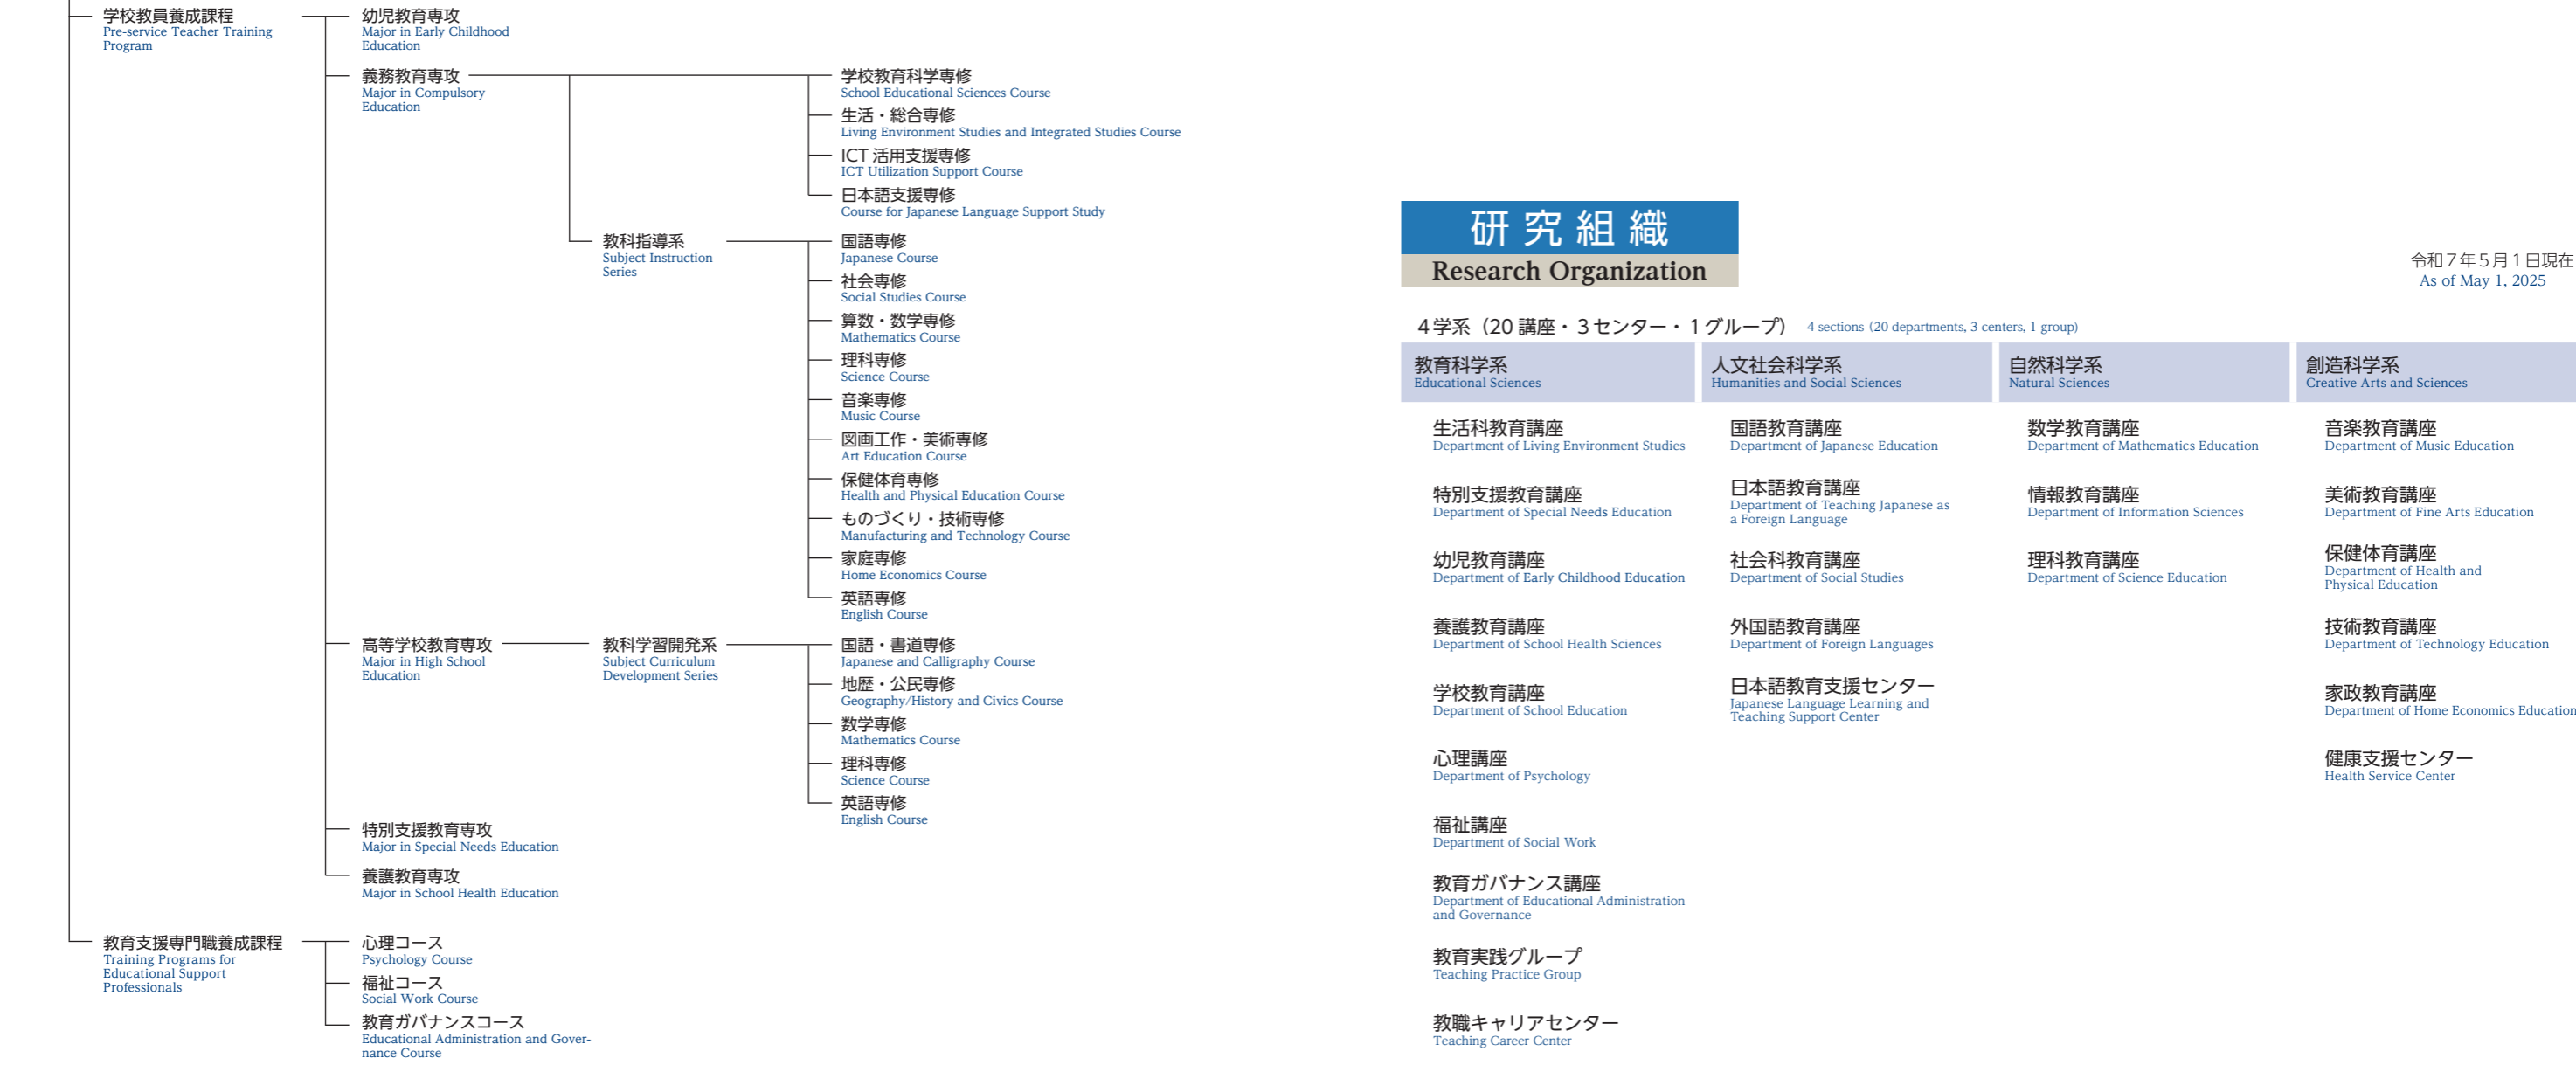 学校教員養成課程
Pre-service Teacher Training
Program
幼児教育専攻
Major in Early Childhood
Education
義務教育専攻
Major in Compulsory
Education
学校教育科学専修
School Educational Sciences Course
生活・総合専修
Living Environment Studies and Integrated Studies Course
ICT 活用支援専修
ICT Utilization Support Course
日本語支援専修
Course for Japanese Language Support Study
教科指導系
Subject Instruction
Series
国語専修
Japanese Course
社会専修
Social Studies Course
算数・数学専修
Mathematics Course
理科専修
Science Course
音楽専修
Music Course
図画工作・美術専修
Art Education Course
保健体育専修
Health and Physical Education Course
ものづくり・技術専修
Manufacturing and Technology Course
家庭専修
Home Economics Course
英語専修
English Course
高等学校教育専攻
Major in High School
Education
教科学習開発系
Subject Curriculum
Development Series
国語・書道専修
Japanese and Calligraphy Course
地歴・公民専修
Geography/History and Civics Course
数学専修
Mathematics Course
理科専修
Science Course
英語専修
English Course
特別支援教育専攻
Major in Special Needs Education
養護教育専攻
Major in School Health Education
教育支援専門職養成課程
Training Programs for
Educational Support
Professionals
心理コース
Psychology Course
福祉コース
Social Work Course
教育ガバナンスコース
Educational Administration and Gover-
nance Course
研究組織
Research Organization
令和７年５月１日現在
As of May 1, 2025
４学系（20 講座・３センター・１グループ） 4 sections (20 departments, 3 centers, 1 group)
教育科学系
Educational Sciences
生活科教育講座
Department of Living Environment Studies
特別支援教育講座
Department of Special Needs Education
幼児教育講座
Department of Early Childhood Education
養護教育講座
Department of School Health Sciences
学校教育講座
Department of School Education
心理講座
Department of Psychology
福祉講座
Department of Social Work
教育ガバナンス講座
Department of Educational Administration
and Governance
教育実践グループ
Teaching Practice Group
教職キャリアセンター
Teaching Career Center
人文社会科学系
Humanities and Social Sciences
国語教育講座
Department of Japanese Education
日本語教育講座
Department of Teaching Japanese as
a Foreign Language
社会科教育講座
Department of Social Studies
外国語教育講座
Department of Foreign Languages
日本語教育支援センター
Japanese Language Learning and
Teaching Support Center
自然科学系
Natural Sciences
数学教育講座
Department of Mathematics Education
情報教育講座
Department of Information Sciences
理科教育講座
Department of Science Education
創造科学系
Creative Arts and Sciences
音楽教育講座
Department of Music Education
美術教育講座
Department of Fine Arts Education
保健体育講座
Department of Health and
Physical Education
技術教育講座
Department of Technology Education
家政教育講座
Department of Home Economics Education
健康支援センター
Health Service Center